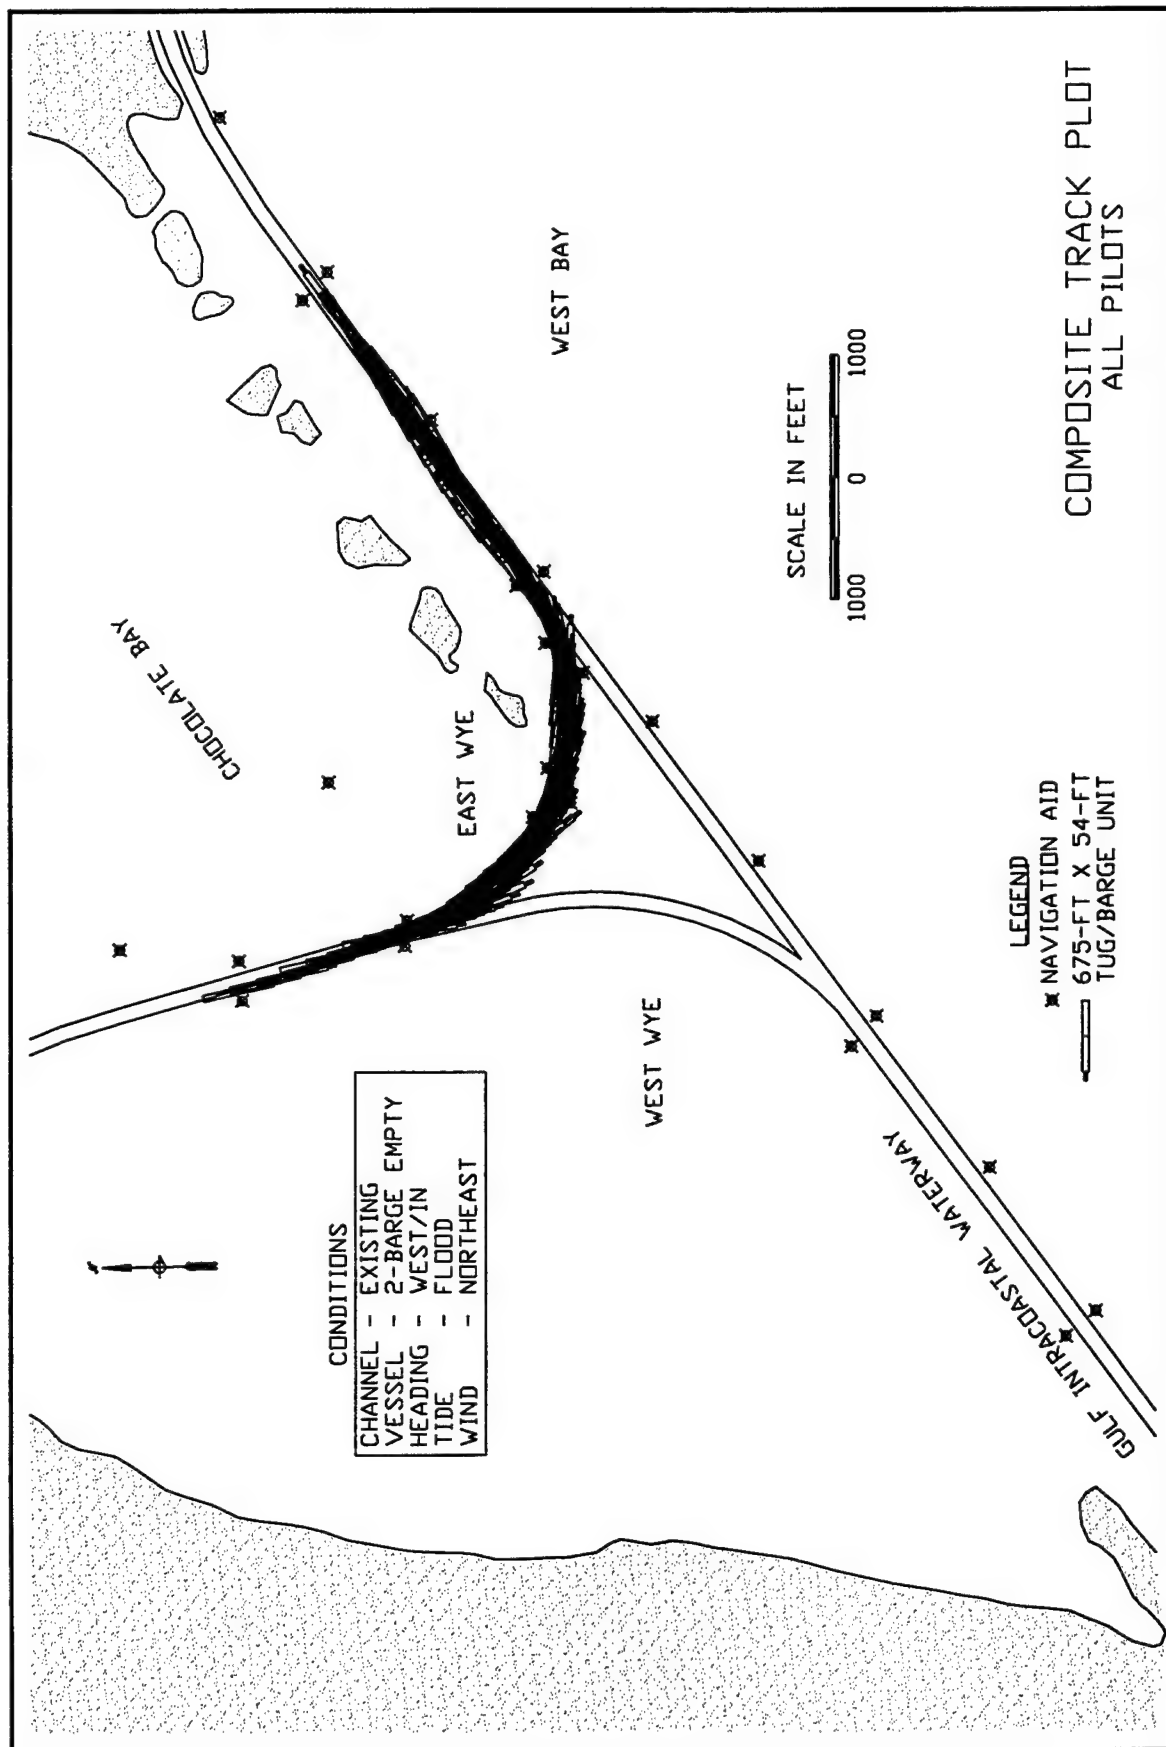 CHOCOLATE BAY
EAST WYE
WEST BAY
WEST WYE
GULF INTRACOASTAL WATERWAY
CONDITIONS
CHANNEL - EXISTING
VESSEL - 2-BARGE EMPTY
HEADING - WEST/IN
TIDE - FLOOD
WIND - NORTHEAST
SCALE IN FEET
1000 0 1000
LEGEND
NAVIGATION AID
675-FT X 54-FT
TUG/BARGE UNIT
COMPOSITE TRACK PLOT
ALL PILOTS